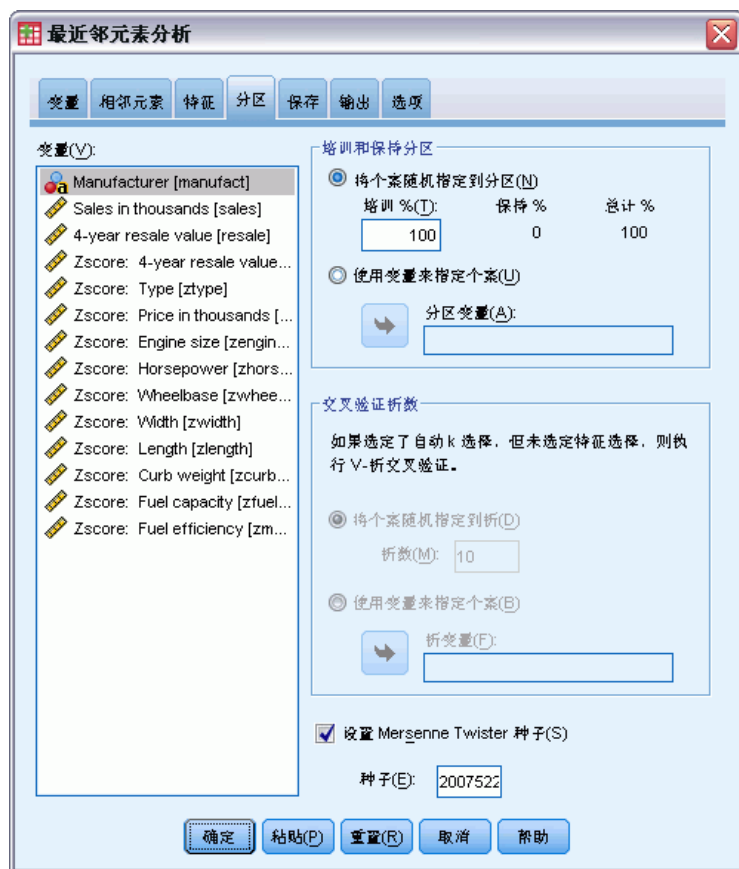 最近邻元素分析
变量 相邻元素 特征 分区 保存 输出 选项
变量(V):
Manufacturer [manufact]
Sales in thousands [sales]
4-year resale value [resale]
Zscore: 4-year resale value...
Zscore: Type [ztype]
Zscore: Price in thousands [...
Zscore: Engine size [zengin...
Zscore: Horsepower [zhors...
Zscore: Wheelbase [zwhee...
Zscore: Width [zwidth]
Zscore: Length [zlength]
Zscore: Curb weight [zcurb...
Zscore: Fuel capacity [zfuel...
Zscore: Fuel efficiency [zm...
培训和保持分区
将个案随机指定到分区(N)
培训 %(T): 保持 % 总计 %
100 0 100
使用变量来指定个案(U)
分区变量(A):
交叉验证折数
如果选定了自动 k 选择，但未选定特征选择，则执
行 V-折交叉验证。
将个案随机指定到折(D)
折数(M): 10
使用变量来指定个案(B)
折变量(F):
设置 Mersenne Twister 种子(S)
种子(E): 2007522
确定 粘贴(P) 重置(R) 取消 帮助